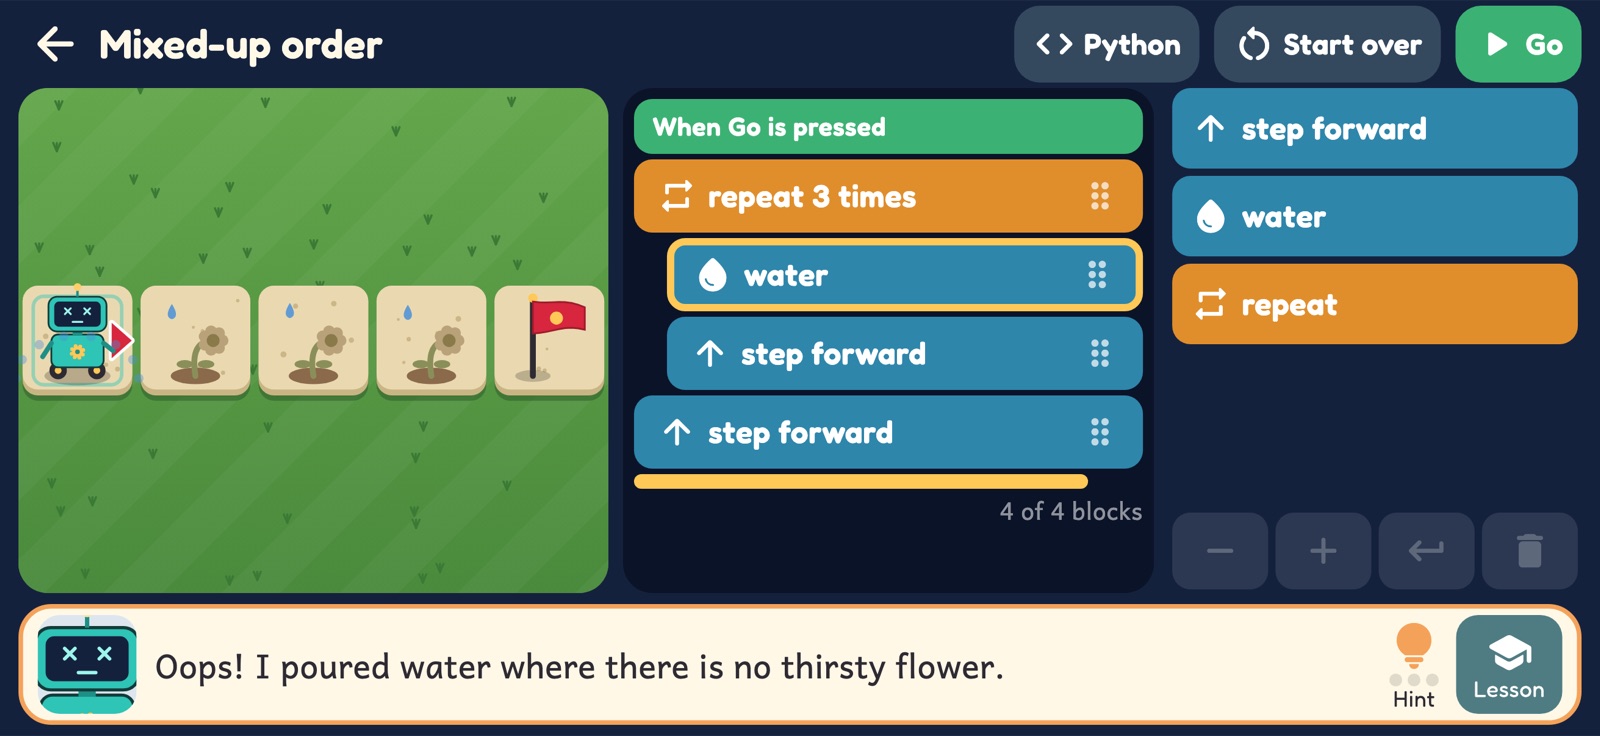 Mixed-up order
Python
Start over
Go
When Go is pressed
repeat 3 times
water
step forward
step forward
4 of 4 blocks
step forward
water
repeat
Oops! I poured water where there is no thirsty flower.
Hint
Lesson